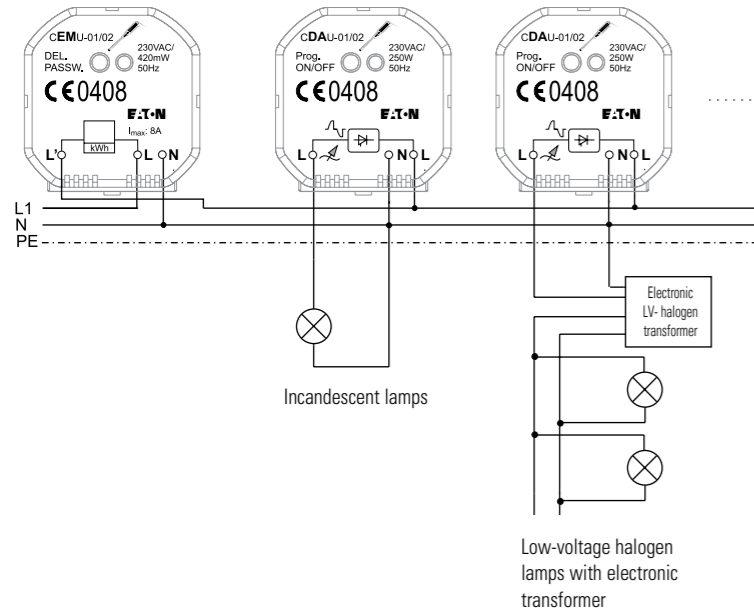 CEMU-01/02
DEL.
PASSW.
230VAC/
420mW
50Hz
CE0408
EATON
Imax: 8A
kWh
L' L N
CDAU-01/02
Prog.
ON/OFF
230VAC/
250W
50Hz
CE0408
EATON
L N L
CDAU-01/02
Prog.
ON/OFF
230VAC/
250W
50Hz
CE0408
EATON
L N L
L1
N
PE
Electronic
LV- halogen
transformer
Incandescent lamps
Low-voltage halogen
lamps with electronic
transformer